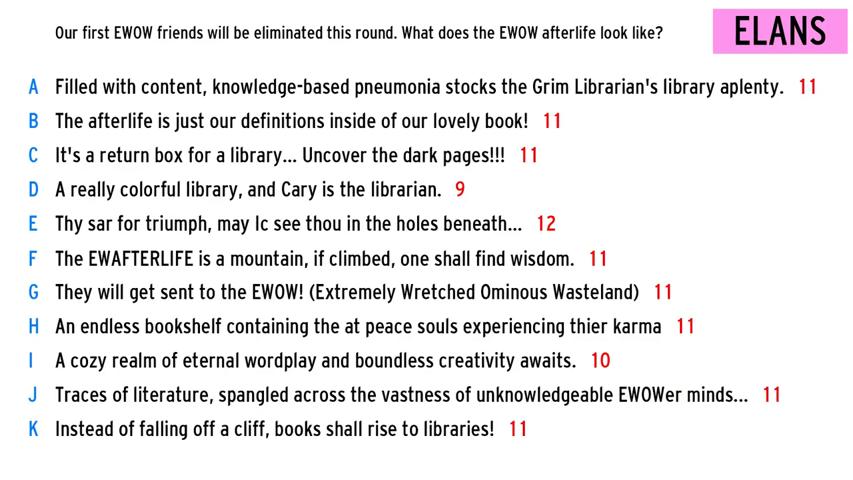 Our first EWOW friends will be eliminated this round. What does the EWOW afterlife look like?
ELANS
A Filled with content, knowledge-based pneumonia stocks the Grim Librarian's library aplenty. 11
B The afterlife is just our definitions inside of our lovely book! 11
C It's a return box for a library... Uncover the dark pages!!! 11
D A really colorful library, and Cary is the librarian. 9
E Thy sar for triumph, may Ic see thou in the holes beneath... 12
F The EWAFTERLIFE is a mountain, if climbed, one shall find wisdom. 11
G They will get sent to the EWOW! (Extremely Wretched Ominous Wasteland) 11
H An endless bookshelf containing the at peace souls experiencing thier karma 11
I A cozy realm of eternal wordplay and boundless creativity awaits. 10
J Traces of literature, spangled across the vastness of unknowledgeable EWOWer minds... 11
K Instead of falling off a cliff, books shall rise to libraries! 11